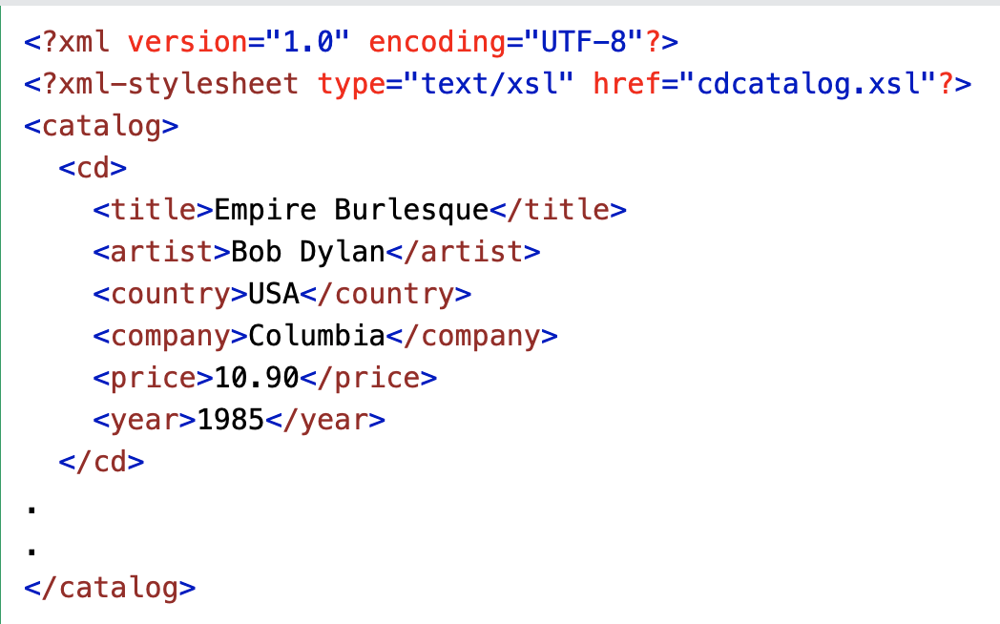 <?xml version="1.0" encoding="UTF-8"?>
<?xml-stylesheet type="text/xsl" href="cdcatalog.xsl"?>
<catalog>
  <cd>
    <title>Empire Burlesque</title>
    <artist>Bob Dylan</artist>
    <country>USA</country>
    <company>Columbia</company>
    <price>10.90</price>
    <year>1985</year>
  </cd>
.
.
</catalog>